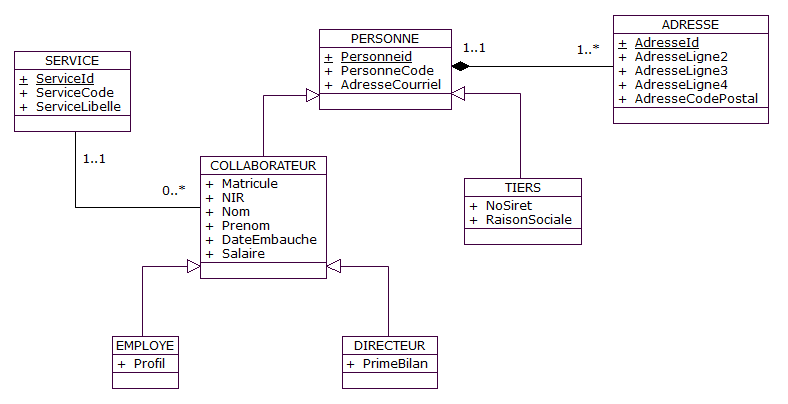 SERVICE
+ ServiceId
+ ServiceCode
+ ServiceLibelle
PERSONNE
+ Personneid
+ PersonneCode
+ AdresseCourriel
1..1
1..*
ADRESSE
+ AdresseId
+ AdresseLigne2
+ AdresseLigne3
+ AdresseLigne4
+ AdresseCodePostal
1..1
0..*
COLLABORATEUR
+ Matricule
+ NIR
+ Nom
+ Prenom
+ DateEmbauche
+ Salaire
TIERS
+ NoSiret
+ RaisonSociale
EMPLOYE
+ Profil
DIRECTEUR
+ PrimeBilan